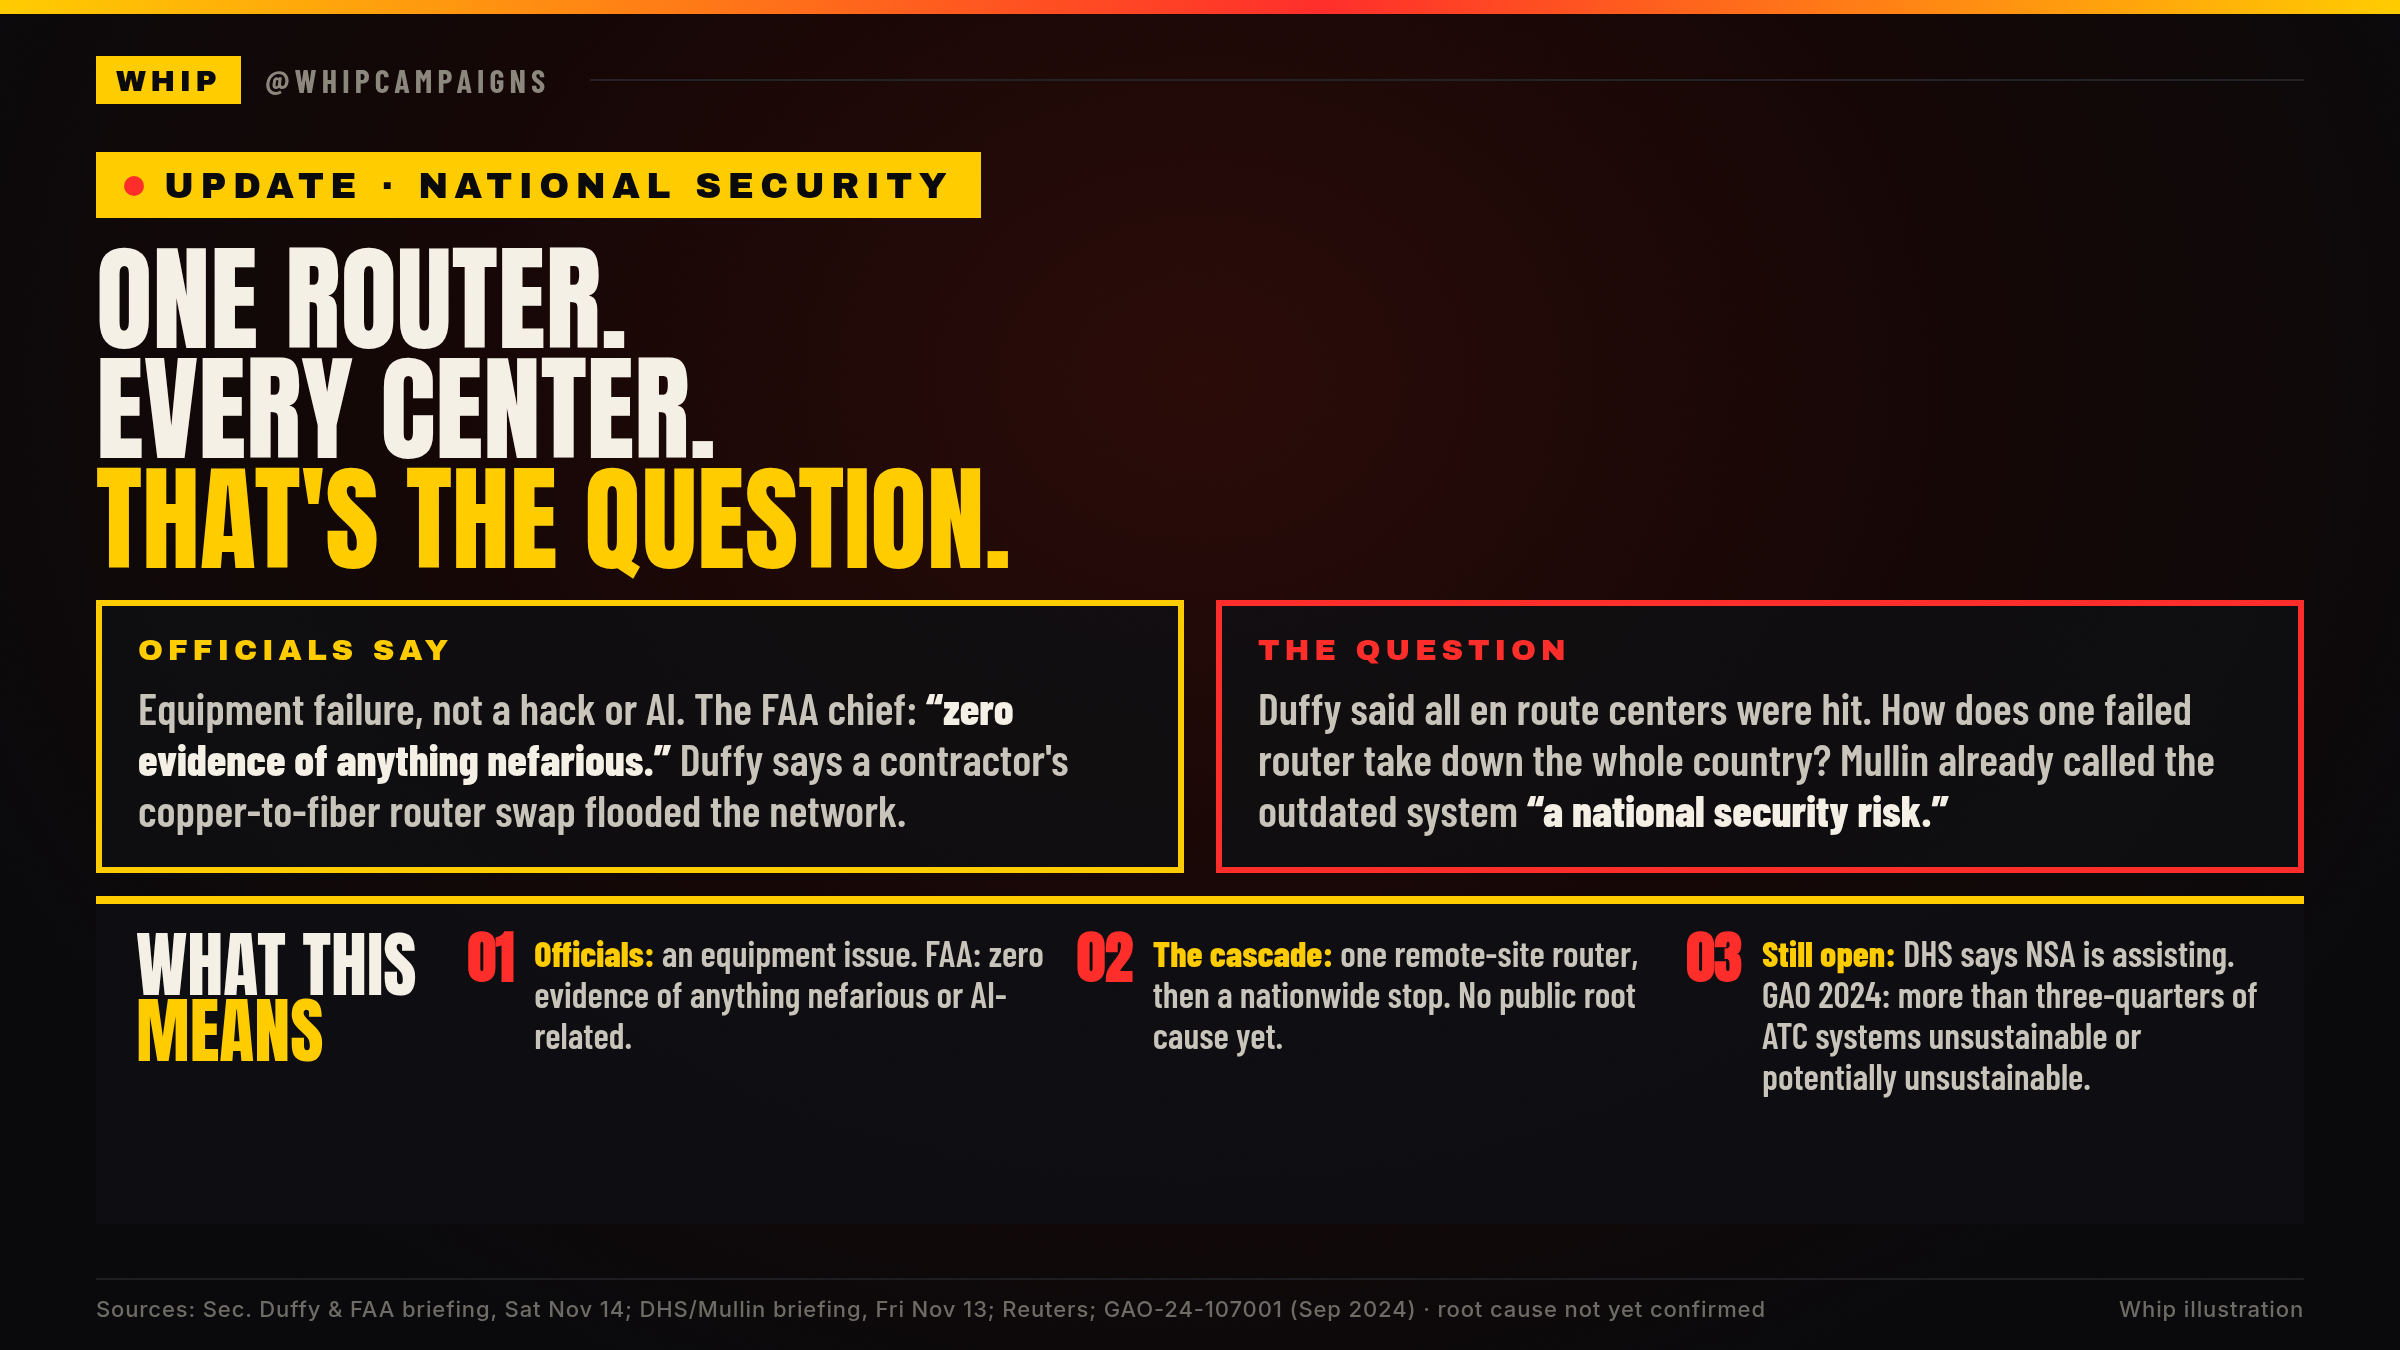 WHIP @WHIPCAMPAIGNS
UPDATE · NATIONAL SECURITY
ONE ROUTER.
EVERY CENTER.
THAT'S THE QUESTION.
OFFICIALS SAY
Equipment failure, not a hack or AI. The FAA chief: “zero
evidence of anything nefarious.” Duffy says a contractor's
copper-to-fiber router swap flooded the network.
THE QUESTION
Duffy said all en route centers were hit. How does one failed
router take down the whole country? Mullin already called the
outdated system “a national security risk.”
WHAT THIS
MEANS
01 Officials: an equipment issue. FAA: zero
evidence of anything nefarious or AI-
related.
02 The cascade: one remote-site router,
then a nationwide stop. No public root
cause yet.
03 Still open: DHS says NSA is assisting.
GAO 2024: more than three-quarters of
ATC systems unsustainable or
potentially unsustainable.
Sources: Sec. Duffy & FAA briefing, Sat Nov 14; DHS/Mullin briefing, Fri Nov 13; Reuters; GAO-24-107001 (Sep 2024) · root cause not yet confirmed
Whip illustration